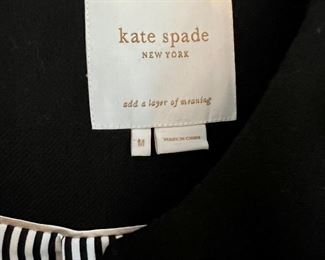 kate spade
NEW YORK
add a layer of meaning
M
MADE IN CHINA